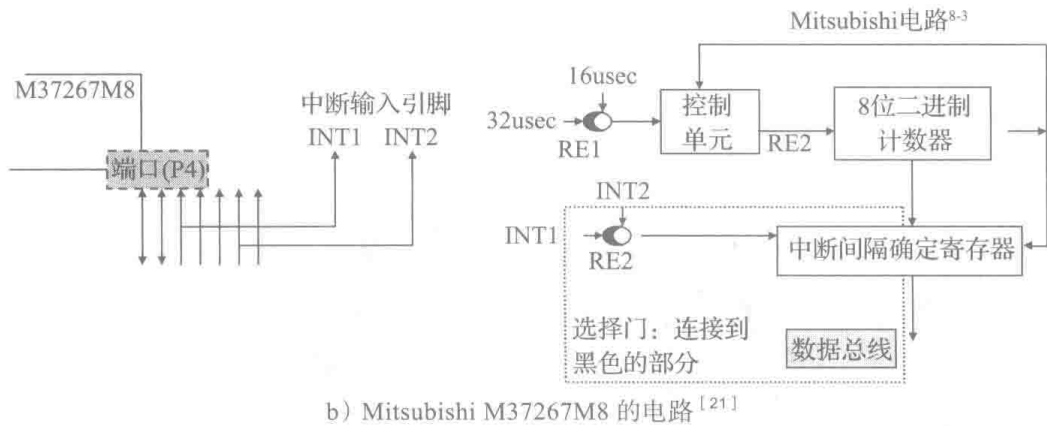 Mitsubishi电路8-3
M37267M8
端口(P4)
中断输入引脚
INT1 INT2
16usec
32usec
RE1
控制
单元
RE2
8位二进制
计数器
INT2
INT1
RE2
中断间隔确定寄存器
选择门：连接到
黑色的部分
数据总线
b）Mitsubishi M37267M8 的电路[21]